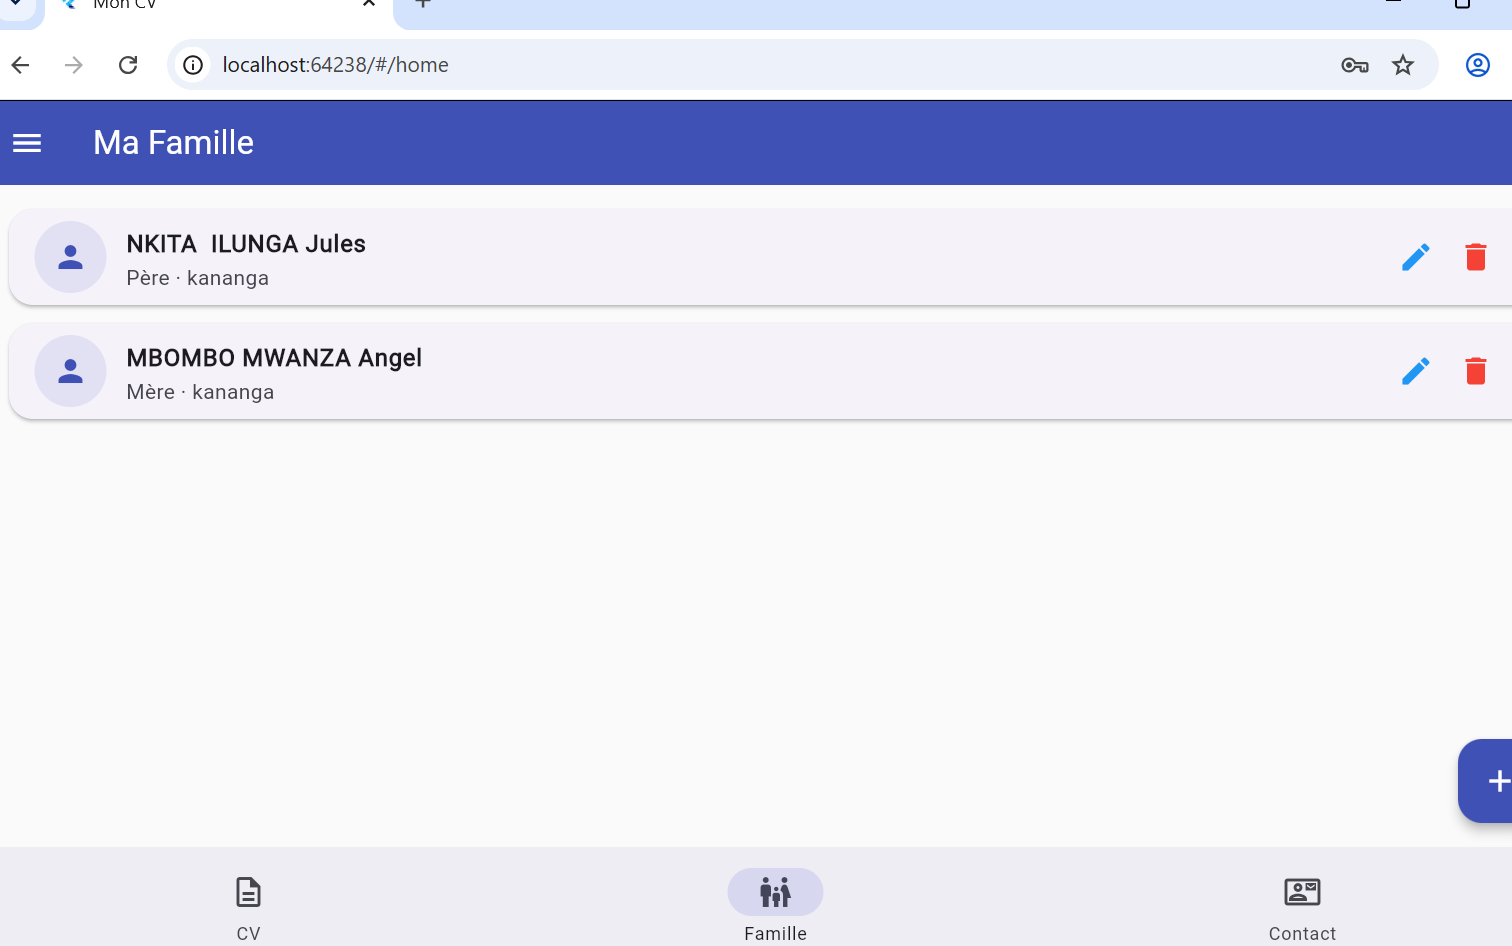 Mon CV
localhost:64238/#/home
Ma Famille
NKITA  ILUNGA Jules
Père · kananga
MBOMBO MWANZA Angel
Mère · kananga
CV
Famille
Contact